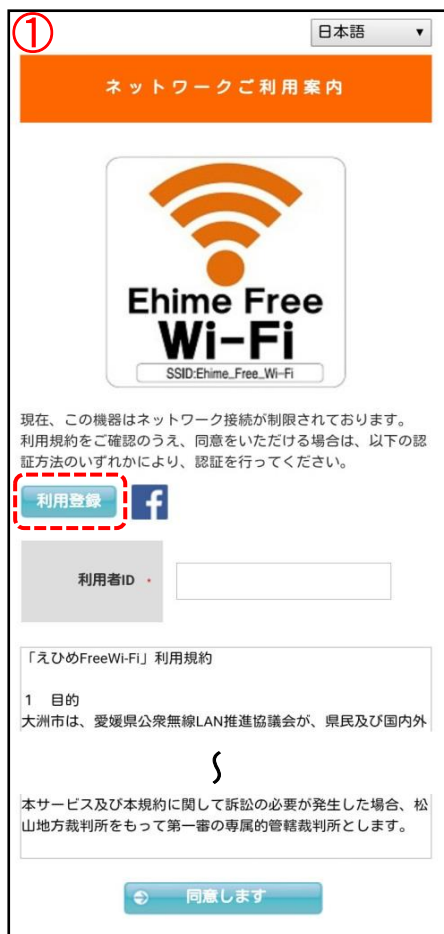 ①
日本語
ネットワークご利用案内
Ehime Free
Wi-Fi
SSID:Ehime_Free_Wi-Fi
現在、この機器はネットワーク接続が制限されております。
利用規約をご確認のうえ、同意をいただける場合は、以下の認
証方法のいずれかにより、認証を行ってください。
利用登録
利用者ID
「えひめFreeWi-Fi」利用規約
1 目的
大洲市は、愛媛県公衆無線LAN推進協議会が、県民及び国内外
本サービス及び本規約に関して訴訟の必要が発生した場合、松
山地方裁判所をもって第一審の専属的管轄裁判所とします。
同意します